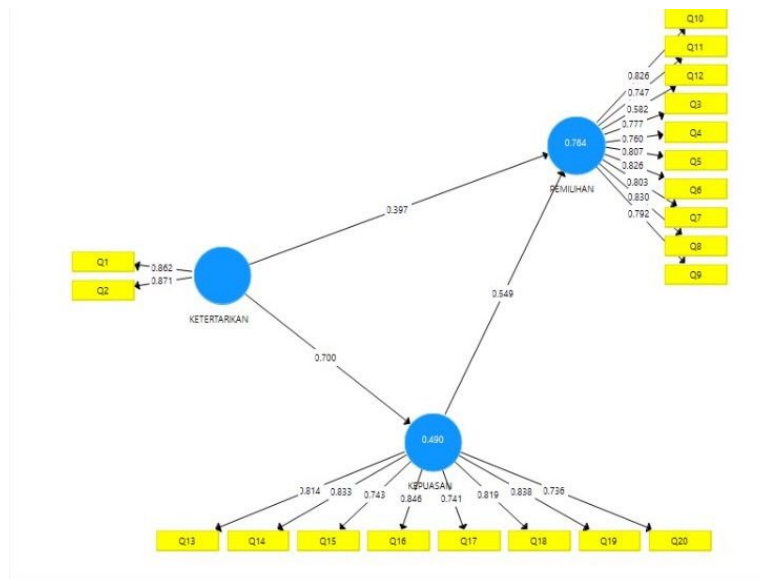 Q10
Q11
Q12
Q3
Q4
Q5
Q6
Q7
Q8
Q9
0.826
0.747
0.582
0.777
0.760
0.807
0.826
0.803
0.830
0.792
0.764
PEMILIHAN
0.397
Q1
Q2
0.862
0.871
KETERTARIKAN
0.549
0.700
0.490
KEPUASAN
0.814
0.833
0.743
0.846
0.741
0.819
0.838
0.736
Q13
Q14
Q15
Q16
Q17
Q18
Q19
Q20